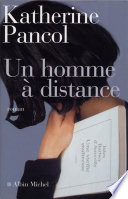 Katherine
Pancol
Un homme
à distance
roman
Albin Michel